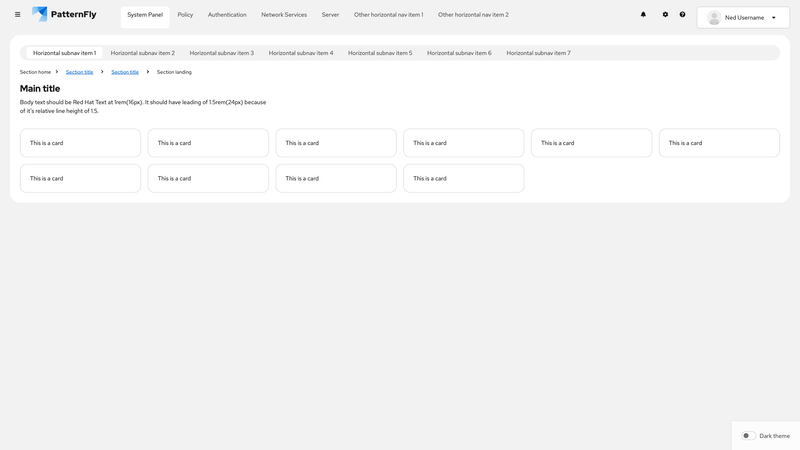 PatternFly
System Panel Policy Authentication Network Services Server Other horizontal nav item 1 Other horizontal nav item 2
Ned Username
Horizontal subnav item 1 Horizontal subnav item 2 Horizontal subnav item 3 Horizontal subnav item 4 Horizontal subnav item 5 Horizontal subnav item 6 Horizontal subnav item 7
Section home Section title Section title Section landing
Main title
Body text should be Red Hat Text at 1rem(16px). It should have leading of 1.5rem(24px) because
of it's relative line height of 1.5.
This is a card This is a card This is a card This is a card This is a card This is a card
This is a card This is a card This is a card This is a card
Dark theme